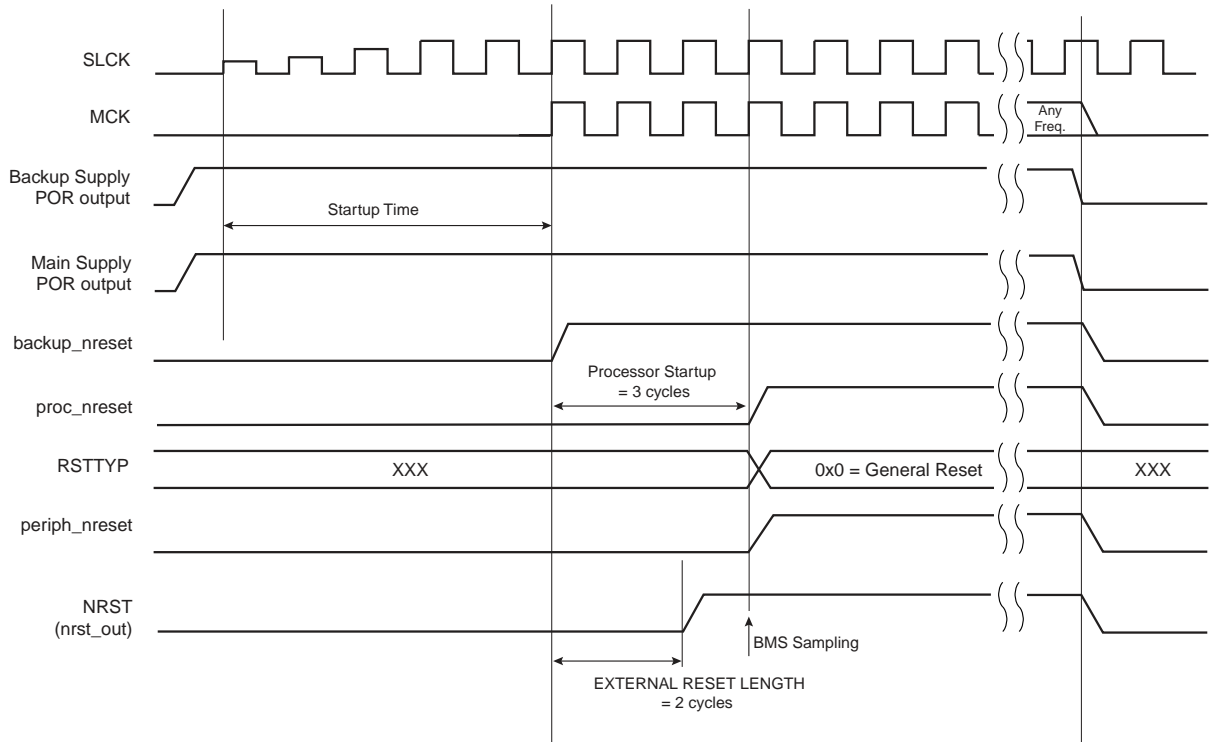 SLCK
MCK
Any
Freq.
Backup Supply
POR output
Startup Time
Main Supply
POR output
backup_nreset
Processor Startup
= 3 cycles
proc_nreset
RSTTYP
XXX
0x0 = General Reset
XXX
periph_nreset
NRST
(nrst_out)
BMS Sampling
EXTERNAL RESET LENGTH
= 2 cycles